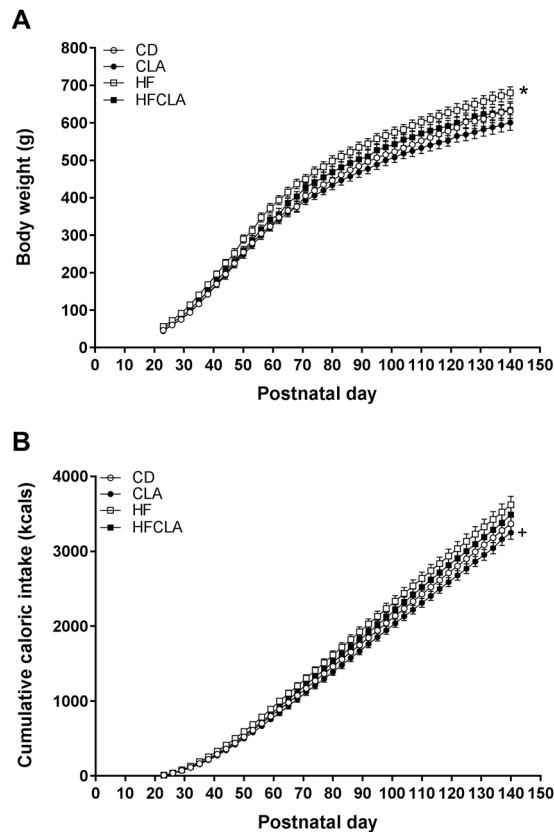 A
Body weight (g)
800
700
600
500
400
300
200
100
0
CD
CLA
HF
HFCLA
*
0 10 20 30 40 50 60 70 80 90 100 110 120 130 140 150
Postnatal day
B
Cumulative caloric intake (kcals)
4000
3000
2000
1000
0
CD
CLA
HF
HFCLA
+
0 10 20 30 40 50 60 70 80 90 100 110 120 130 140 150
Postnatal day